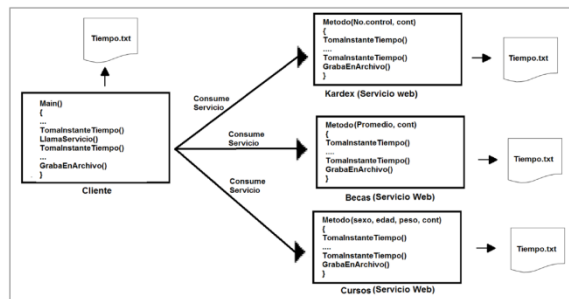 Tiempo.txt
Main()
{
...
TomaInstanteTiempo()
LlamaServicio()
TomaInstanteTiempo()
...
GrabaEnArchivo()
}
Cliente
Consume
Servicio
Consume
Servicio
Consume
Servicio
Metodo(No.control, cont)
{
TomaInstanteTiempo()
....
TomaInstanteTiempo()
GrabaEnArchivo()
}
Kardex (Servicio web)
Tiempo.txt
Metodo(Promedio, cont)
{
TomaInstanteTiempo()
....
TomaInstanteTiempo()
GrabaEnArchivo()
}
Becas (Servicio Web)
Tiempo.txt
Metodo(sexo, edad, peso, cont)
{
TomaInstanteTiempo()
....
TomaInstanteTiempo()
GrabaEnArchivo()
}
Cursos (Servicio Web)
Tiempo.txt